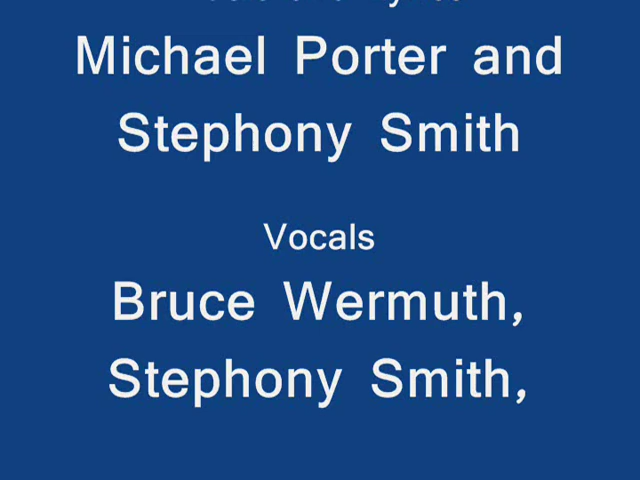 Michael Porter and
Stephony Smith
Vocals
Bruce Wermuth,
Stephony Smith,